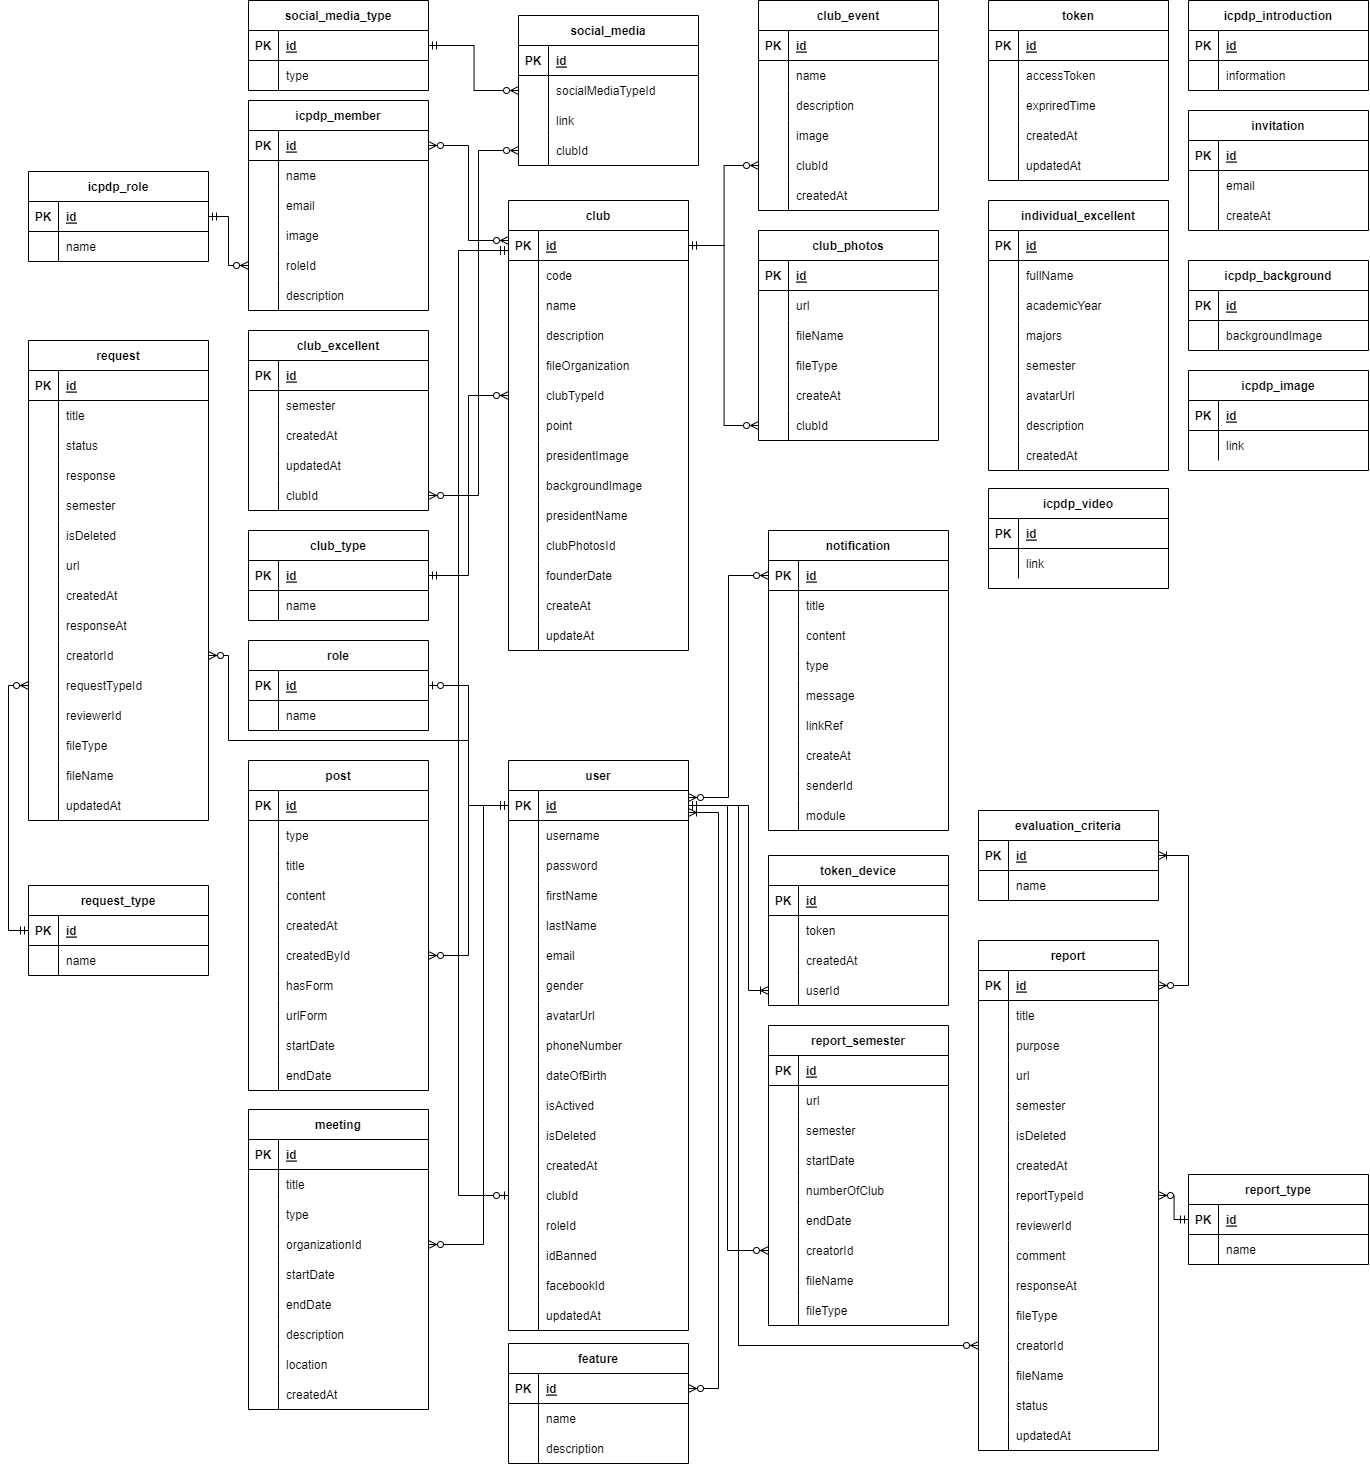 social_media_type
PK id
type
social_media
PK id
socialMediaTypeId
link
clubId
club_event
PK id
name
description
image
clubId
createdAt
token
PK id
accessToken
expriredTime
createdAt
updatedAt
icpdp_introduction
PK id
information
icpdp_member
PK id
name
email
image
roleId
description
invitation
PK id
email
createAt
icpdp_role
PK id
name
club
PK id
code
name
description
fileOrganization
clubTypeId
point
presidentImage
backgroundImage
presidentName
clubPhotosId
founderDate
createAt
updateAt
club_photos
PK id
url
fileName
fileType
createAt
clubId
individual_excellent
id
fullName
academicYear
majors
semester
avatarUrl
description
createdAt
PK
icpdp_background
PK id
backgroundImage
icpdp_image
PK id
link
icpdp_video
PK id
link
request
PK id
title
status
response
semester
isDeleted
url
createdAt
responseAt
creatorId
requestTypeId
reviewerId
fileType
fileName
updatedAt
club_excellent
PK id
semester
createdAt
updatedAt
clubId
club_type
PK id
name
role
PK id
name
notification
PK id
title
content
type
message
linkRef
createAt
senderId
module
post
PK id
type
title
content
createdAt
createdById
hasForm
urlForm
startDate
endDate
user
PK id
username
password
firstName
lastName
email
gender
avatarUrl
phoneNumber
dateOfBirth
isActived
isDeleted
createdAt
clubId
roleId
idBanned
facebookId
updatedAt
token_device
PK id
token
createdAt
userId
evaluation_criteria
PK id
name
request_type
PK id
name
report
PK id
title
purpose
url
semester
isDeleted
createdAt
reportTypeId
reviewerId
comment
responseAt
fileType
creatorId
fileName
status
updatedAt
report_semester
PK id
url
semester
startDate
numberOfClub
endDate
creatorId
fileName
fileType
meeting
PK id
title
type
organizationId
startDate
endDate
description
location
createdAt
report_type
PK id
name
feature
PK id
name
description